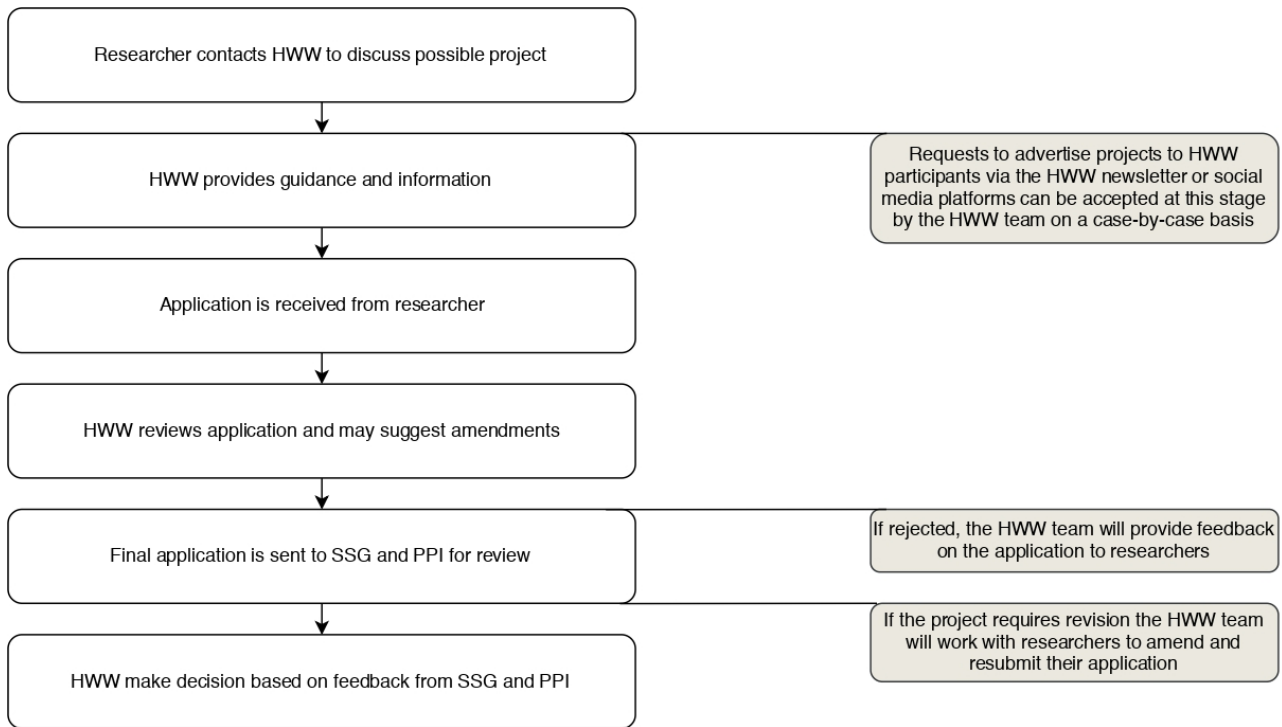 Researcher contacts HWW to discuss possible project
HWW provides guidance and information
Requests to advertise projects to HWW
participants via the HWW newsletter or social
media platforms can be accepted at this stage
by the HWW team on a case-by-case basis
Application is received from researcher
HWW reviews application and may suggest amendments
Final application is sent to SSG and PPI for review
If rejected, the HWW team will provide feedback
on the application to researchers
If the project requires revision the HWW team
will work with researchers to amend and
resubmit their application
HWW make decision based on feedback from SSG and PPI